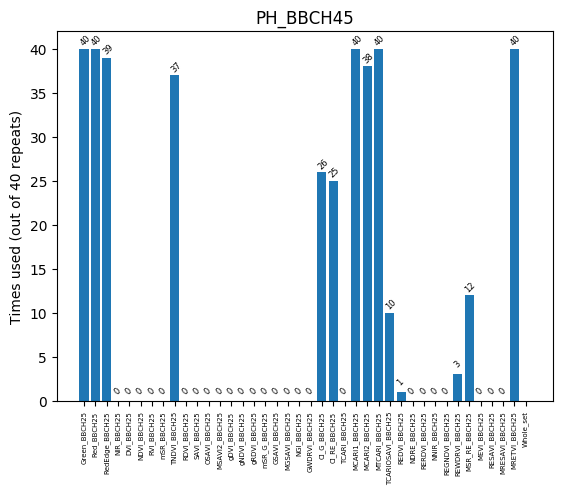 PH_BBCH45
Times used (out of 40 repeats)
40
35
30
25
20
15
10
5
0
40
40
39
0
0
0
0
0
37
0
0
0
0
0
0
0
0
0
0
0
0
26
25
0
40
38
40
10
1
0
0
0
0
3
12
0
0
0
40
Green_BBCH25
Red_BBCH25
RedEdge_BBCH25
NIR_BBCH25
DVI_BBCH25
NDVI_BBCH25
RVI_BBCH25
mSR_BBCH25
TNDVI_BBCH25
RDVI_BBCH25
SAVI_BBCH25
OSAVI_BBCH25
MSAVI2_BBCH25
gDVI_BBCH25
gNDVI_BBCH25
gRDVI_BBCH25
mSR_G_BBCH25
GSAVI_BBCH25
MGSAVI_BBCH25
NGI_BBCH25
GWDRVI_BBCH25
CI_G_BBCH25
CI_RE_BBCH25
TCARI_BBCH25
MCARI1_BBCH25
MCARI2_BBCH25
MTCARI_BBCH25
TCARIOSAVI_BBCH25
REDVI_BBCH25
NDRE_BBCH25
RERDVI_BBCH25
NNIR_BBCH25
REGNDVI_BBCH25
REWDRVI_BBCH25
MSR_RE_BBCH25
MEVI_BBCH25
RESAVI_BBCH25
MRESAVI_BBCH25
MRETVI_BBCH25
Whole_set